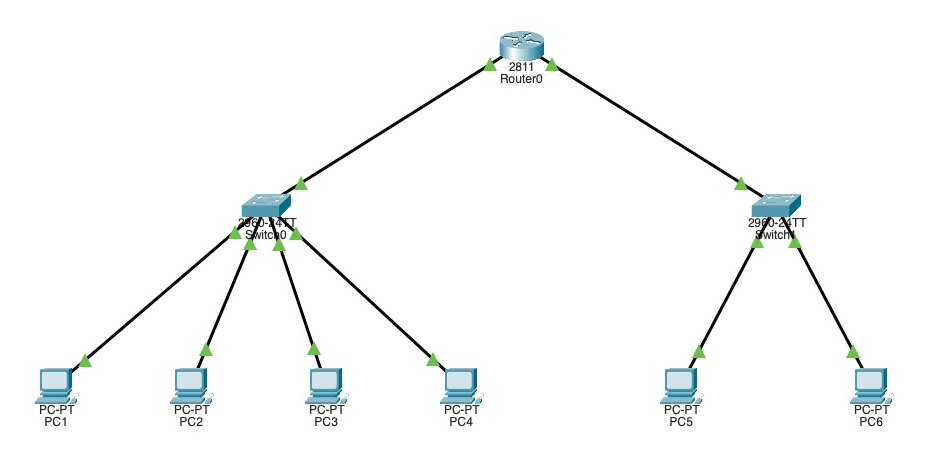 2811
Router0
2960-24TT
Switch0
2960-24TT
Switch1
PC-PT
PC1
PC-PT
PC2
PC-PT
PC3
PC-PT
PC4
PC-PT
PC5
PC-PT
PC6